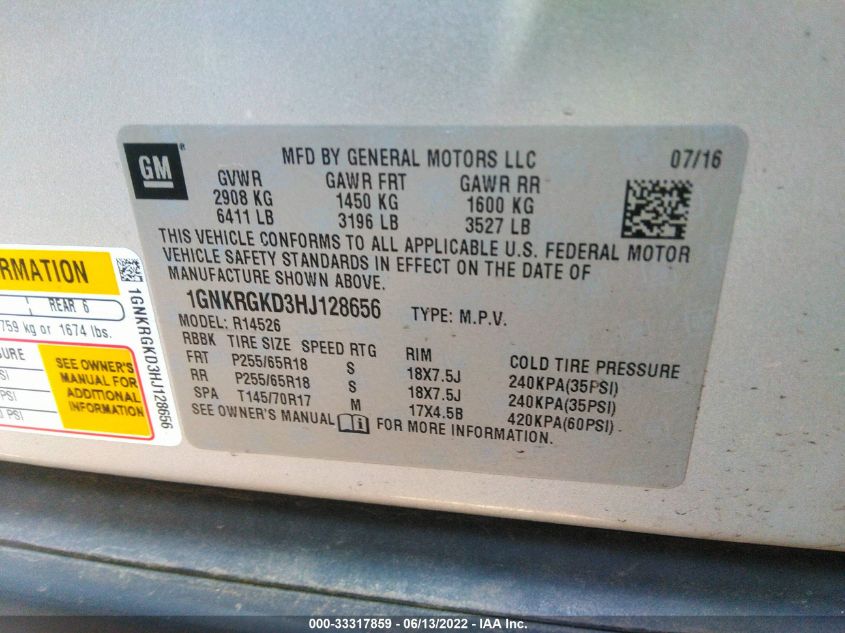 GM®
MFD BY GENERAL MOTORS LLC 07/16
GVWR GAWR FRT GAWR RR
2908 KG 1450 KG 1600 KG
6411 LB 3196 LB 3527 LB
THIS VEHICLE CONFORMS TO ALL APPLICABLE U.S. FEDERAL MOTOR
VEHICLE SAFETY STANDARDS IN EFFECT ON THE DATE OF
MANUFACTURE SHOWN ABOVE.
1GNKRGKD3HJ128656 TYPE: M.P.V.
MODEL: R14526
RBBK TIRE SIZE SPEED RTG RIM COLD TIRE PRESSURE
FRT P255/65R18 S 18X7.5J 240KPA(35PSI)
RR P255/65R18 S 18X7.5J 240KPA(35PSI)
SPA T145/70R17 M 17X4.5B 420KPA(60PSI)
SEE OWNER'S MANUAL i FOR MORE INFORMATION.
RMATION
REAR 6
759 kg or 1674 lbs.
SURE
SI
SI
PSI
SEE OWNER'S
MANUAL FOR
ADDITIONAL
INFORMATION
1GNKRGKD3HJ128656
000-33317859 - 06/13/2022 - IAA Inc.